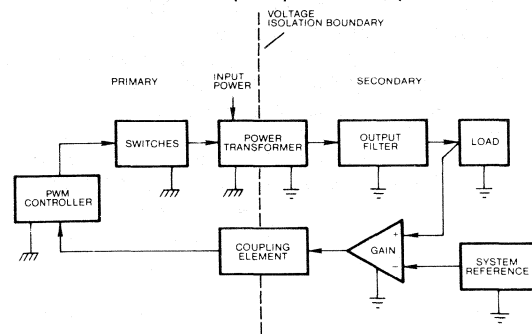 VOLTAGE
ISOLATION BOUNDARY
PRIMARY
INPUT
POWER
SECONDARY
SWITCHES
POWER
TRANSFORMER
OUTPUT
FILTER
LOAD
PWM
CONTROLLER
COUPLING
ELEMENT
+
GAIN
−
SYSTEM
REFERENCE